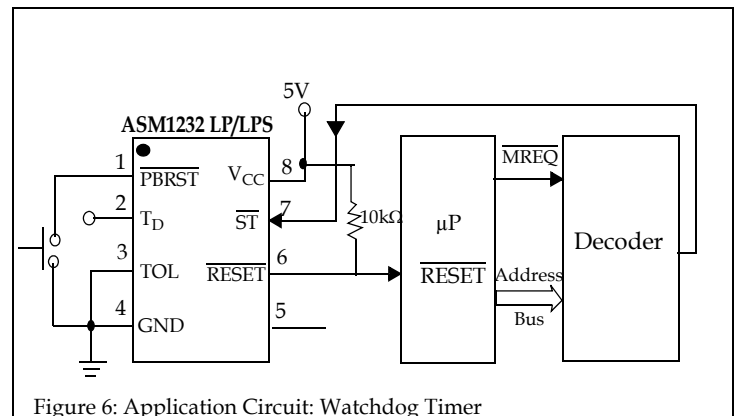 5V
ASM1232 LP/LPS
1
PBRST
VCC
8
2
TD
ST
7
10kΩ
3
TOL
RESET
6
4
GND
5
µP
RESET
MREQ
Address
Bus
Decoder
Figure 6: Application Circuit: Watchdog Timer